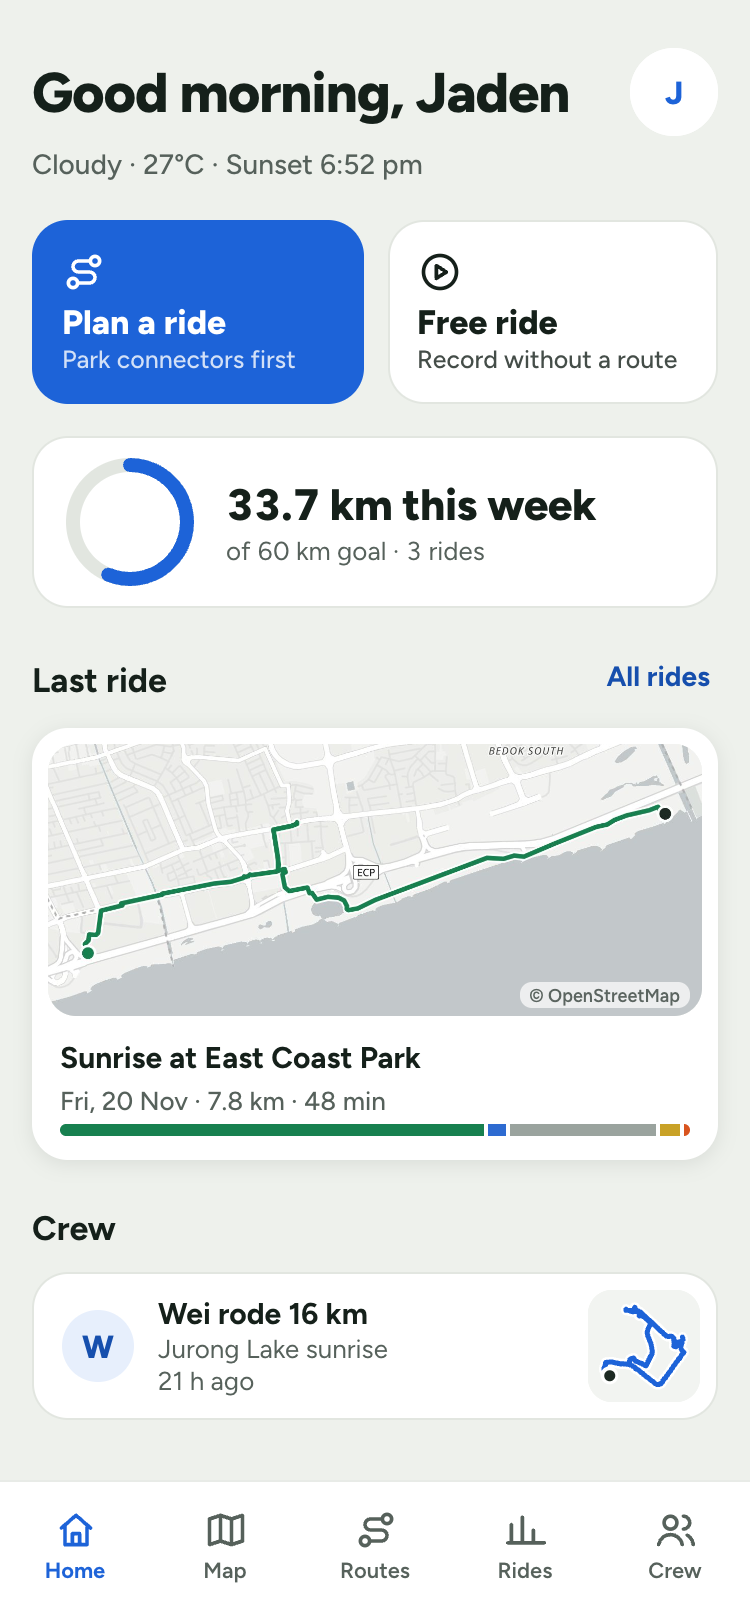 Good morning, Jaden
J
Cloudy · 27°C · Sunset 6:52 pm
Plan a ride
Park connectors first
Free ride
Record without a route
33.7 km this week
of 60 km goal · 3 rides
Last ride
All rides
BEDOK SOUTH
ECP
© OpenStreetMap
Sunrise at East Coast Park
Fri, 20 Nov · 7.8 km · 48 min
Crew
W
Wei rode 16 km
Jurong Lake sunrise
21 h ago
Home
Map
Routes
Rides
Crew